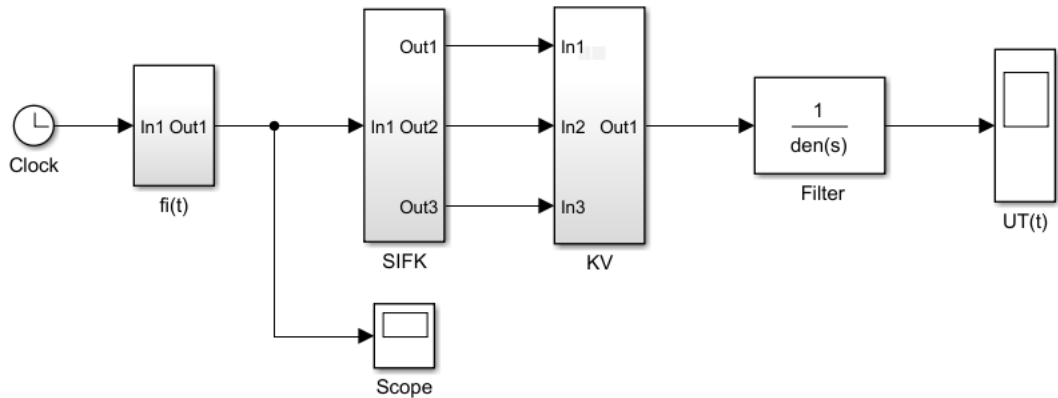 Clock
In1 Out1
fi(t)
Out1
In1 Out2
Out3
SIFK
In1
In2 Out1
In3
KV
1
den(s)
Filter
UT(t)
Scope